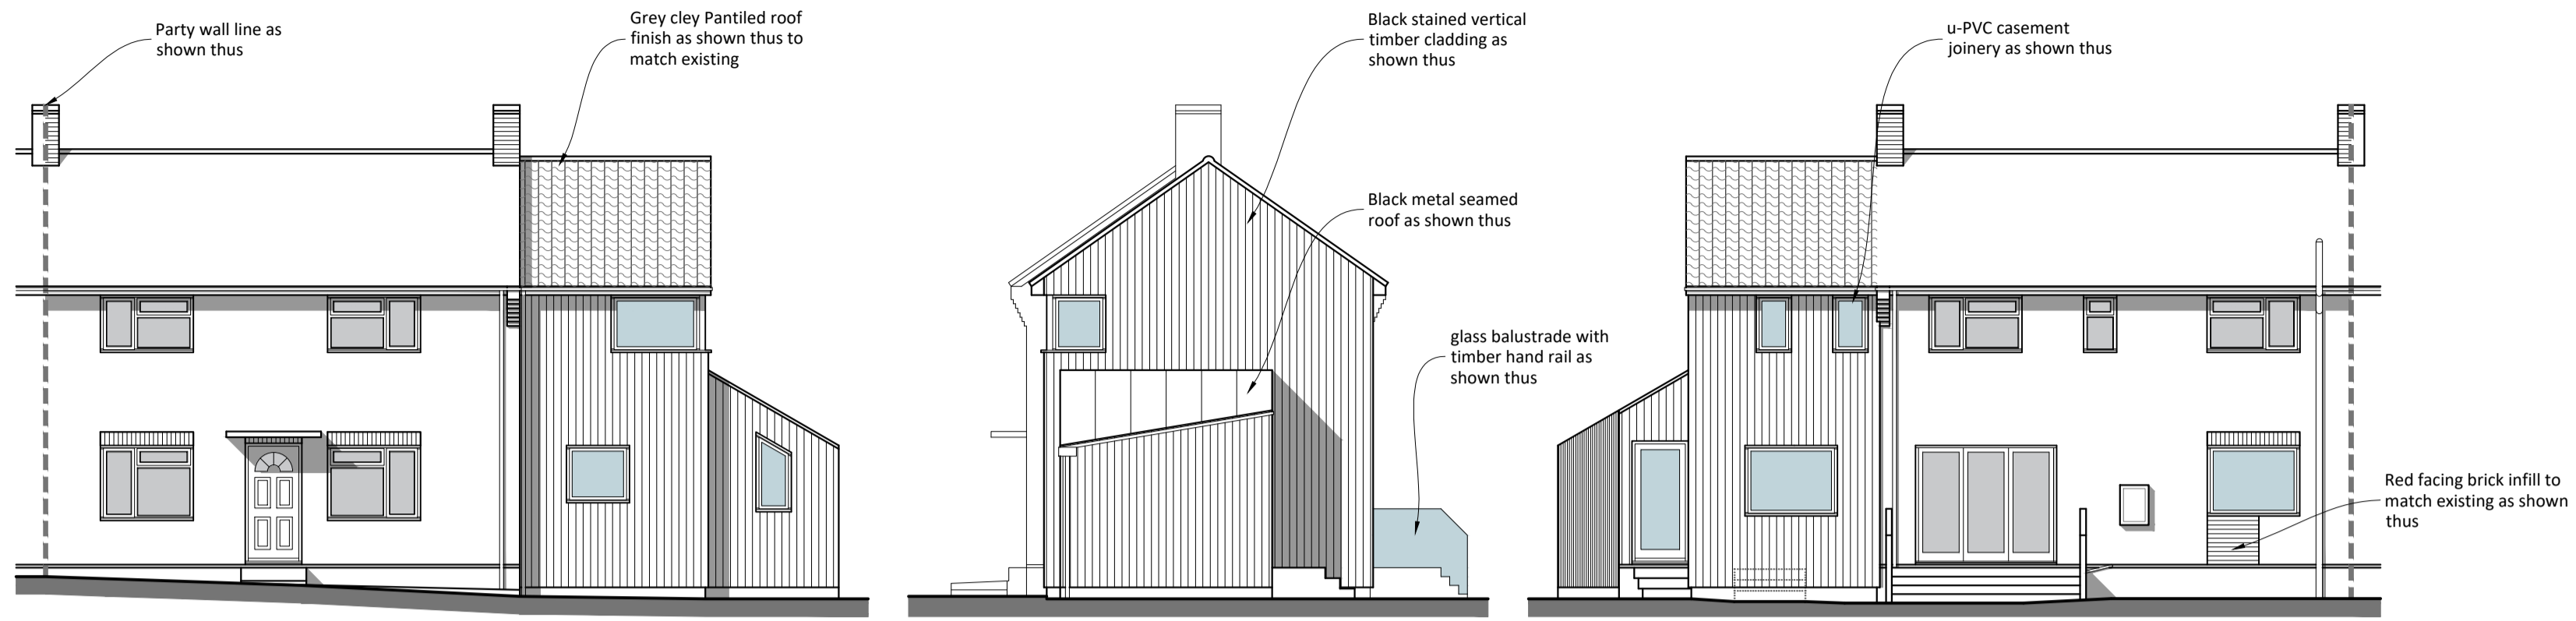 Party wall line as
shown thus
Grey cley Pantiled roof
finish as shown thus to
match existing
Black stained vertical
timber cladding as
shown thus
Black metal seamed
roof as shown thus
glass balustrade with
timber hand rail as
shown thus
u-PVC casement
joinery as shown thus
Red facing brick infill to
match existing as shown
thus